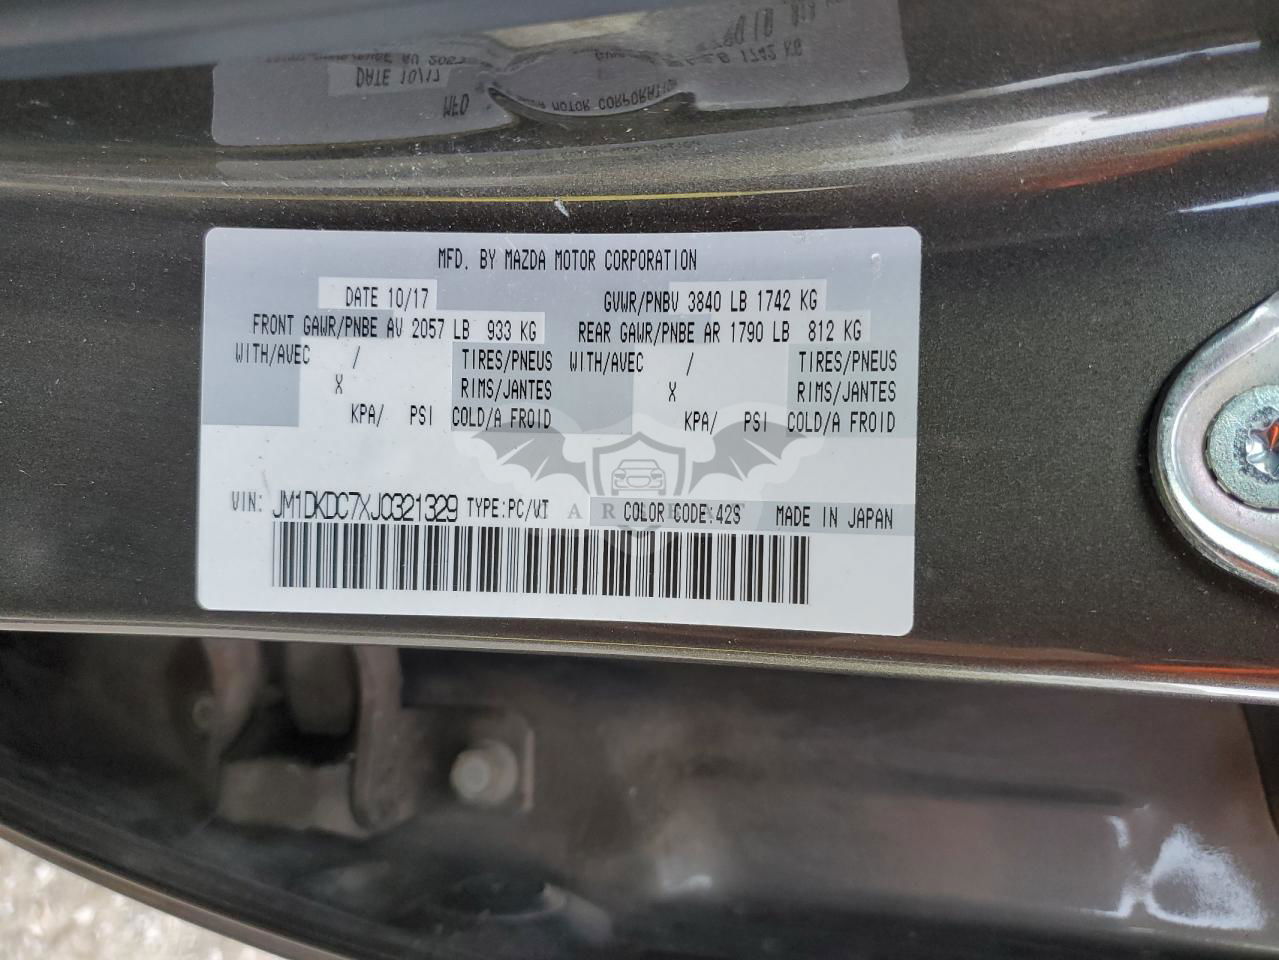 MFD. BY MAZDA MOTOR CORPORATION
DATE 10/17 GVWR/PNBV 3840 LB 1742 KG
FRONT GAWR/PNBE AV 2057 LB 933 KG REAR GAWR/PNBE AR 1790 LB 812 KG
WITH/AVEC / TIRES/PNEUS WITH/AVEC / TIRES/PNEUS
X RIMS/JANTES X RIMS/JANTES
KPA/ PSI COLD/A FROID KPA/ PSI COLD/A FROID
VIN: JM1DKDC7XJ0321329 TYPE:PC/VT COLOR CODE:42S MADE IN JAPAN